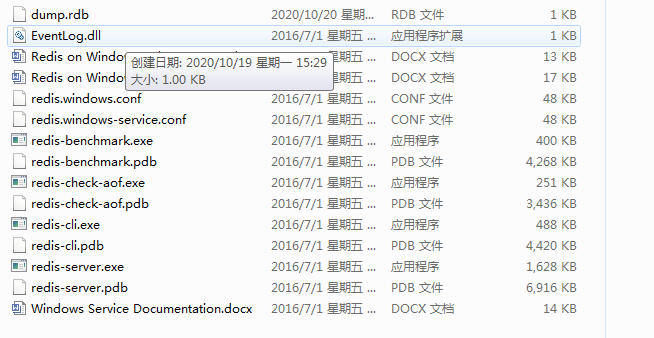 dump.rdb 2020/10/20 星期... RDB 文件 1 KB
EventLog.dll 2016/7/1 星期五 ... 应用程序扩展 1 KB
Redis on Windo 2016/7/1 星期五 ... DOCX 文档 13 KB
创建日期: 2020/10/19 星期一 15:29
大小: 1.00 KB
Redis on Windo 2016/7/1 星期五 ... DOCX 文档 17 KB
redis.windows.conf 2016/7/1 星期五 ... CONF 文件 48 KB
redis.windows-service.conf 2016/7/1 星期五 ... CONF 文件 48 KB
redis-benchmark.exe 2016/7/1 星期五 ... 应用程序 400 KB
redis-benchmark.pdb 2016/7/1 星期五 ... PDB 文件 4,268 KB
redis-check-aof.exe 2016/7/1 星期五 ... 应用程序 251 KB
redis-check-aof.pdb 2016/7/1 星期五 ... PDB 文件 3,436 KB
redis-cli.exe 2016/7/1 星期五 ... 应用程序 488 KB
redis-cli.pdb 2016/7/1 星期五 ... PDB 文件 4,420 KB
redis-server.exe 2016/7/1 星期五 ... 应用程序 1,628 KB
redis-server.pdb 2016/7/1 星期五 ... PDB 文件 6,916 KB
Windows Service Documentation.docx 2016/7/1 星期五 ... DOCX 文档 14 KB